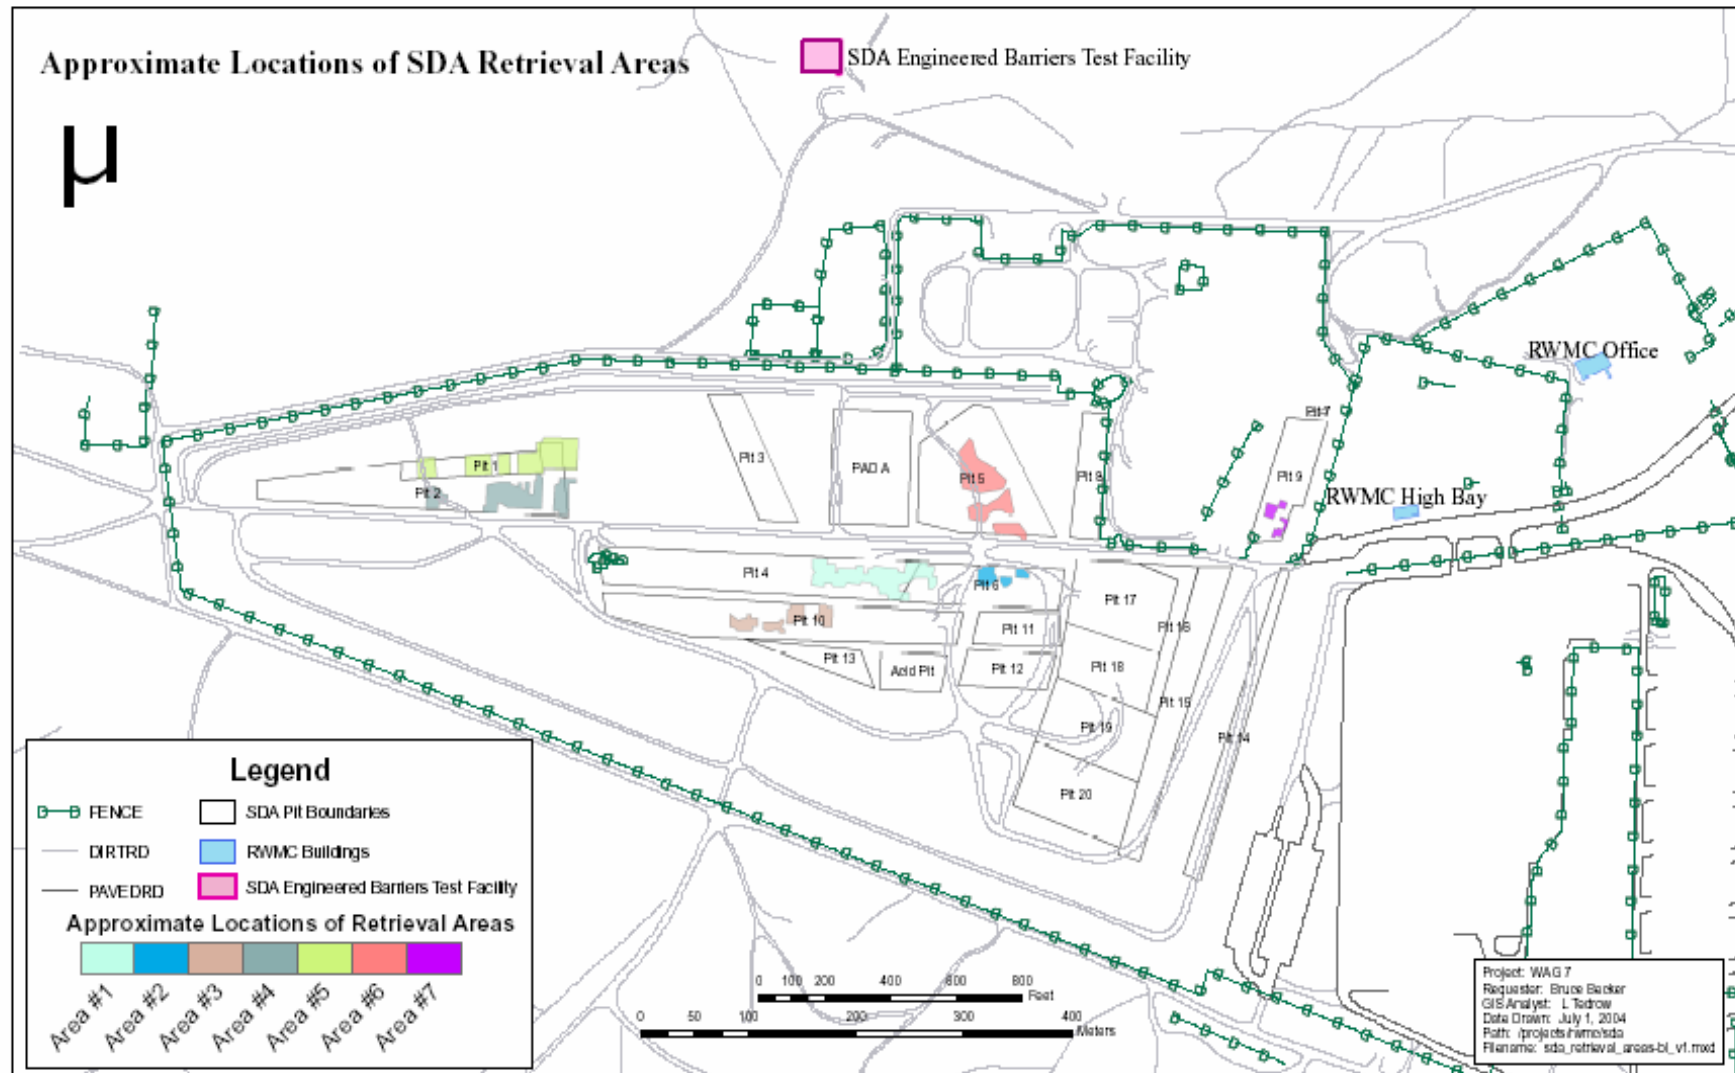 Approximate Locations of SDA Retrieval Areas
SDA Engineered Barriers Test Facility
μ
RWMC Office
Pit 7
Pit 3
PAD A
Pit 5
Pit 8
Pit 9
Pit 1
Pit 2
RWMC High Bay
Pit 4
Pit 6
Pit 17
Pit 10
Pit 11
Pit 16
Pit 13
Acid Pit
Pit 12
Pit 18
Pit 15
Pit 19
Pit 14
Pit 20
Legend
FENCE
SDA Pit Boundaries
DIRTRD
RWMC Buildings
PAVEDRD
SDA Engineered Barriers Test Facility
Approximate Locations of Retrieval Areas
Area #1 Area #2 Area #3 Area #4 Area #5 Area #6 Area #7
0 100 200 400 600 800
Feet
0 50 100 200 300 400
Meters
Project: WAG 7
Requester: Bruce Becker
GIS Analyst: L Tedrow
Date Drawn: July 1, 2004
Path: /projects/rwmc/sda
Filename: sda_retrieval_areas-bl_v1.mxd